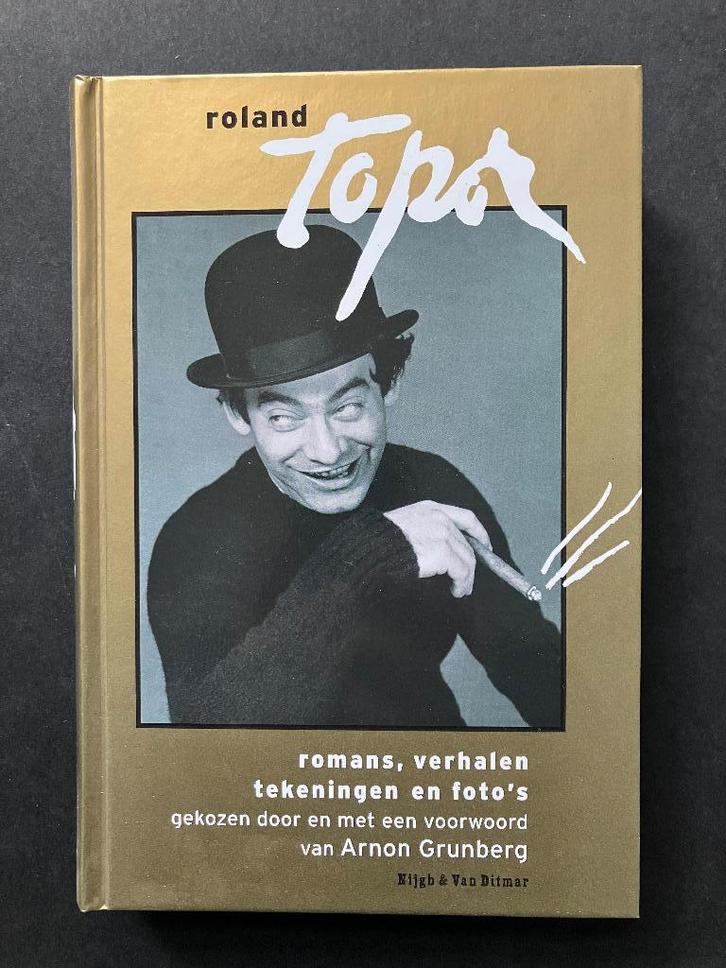 roland
Topor
romans, verhalen
tekeningen en foto's
gekozen door en met een voorwoord
van Arnon Grunberg
Nijgh & Van Ditmar